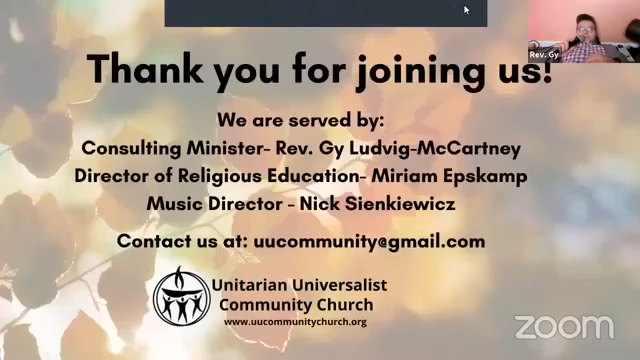 Rev. Gy
Thank you for joining us!
We are served by:
Consulting Minister- Rev. Gy Ludvig-McCartney
Director of Religious Education- Miriam Epskamp
Music Director - Nick Sienkiewicz
Contact us at: uucommunity@gmail.com
Unitarian Universalist
Community Church
www.uucommunitychurch.org
zoom